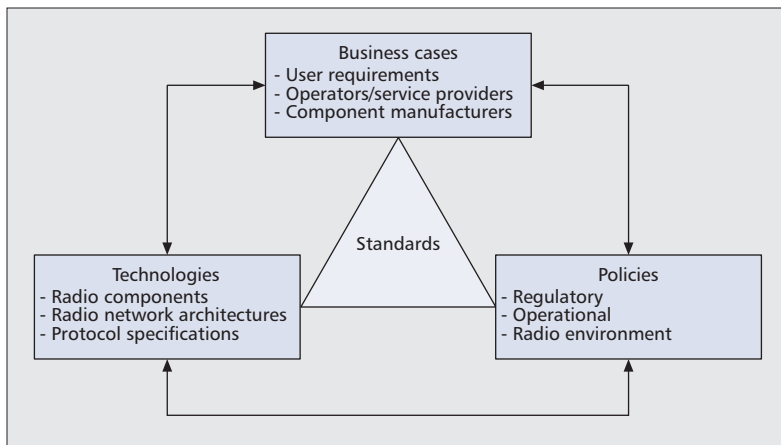 Business cases
- User requirements
- Operators/service providers
- Component manufacturers
Standards
Technologies
- Radio components
- Radio network architectures
- Protocol specifications
Policies
- Regulatory
- Operational
- Radio environment